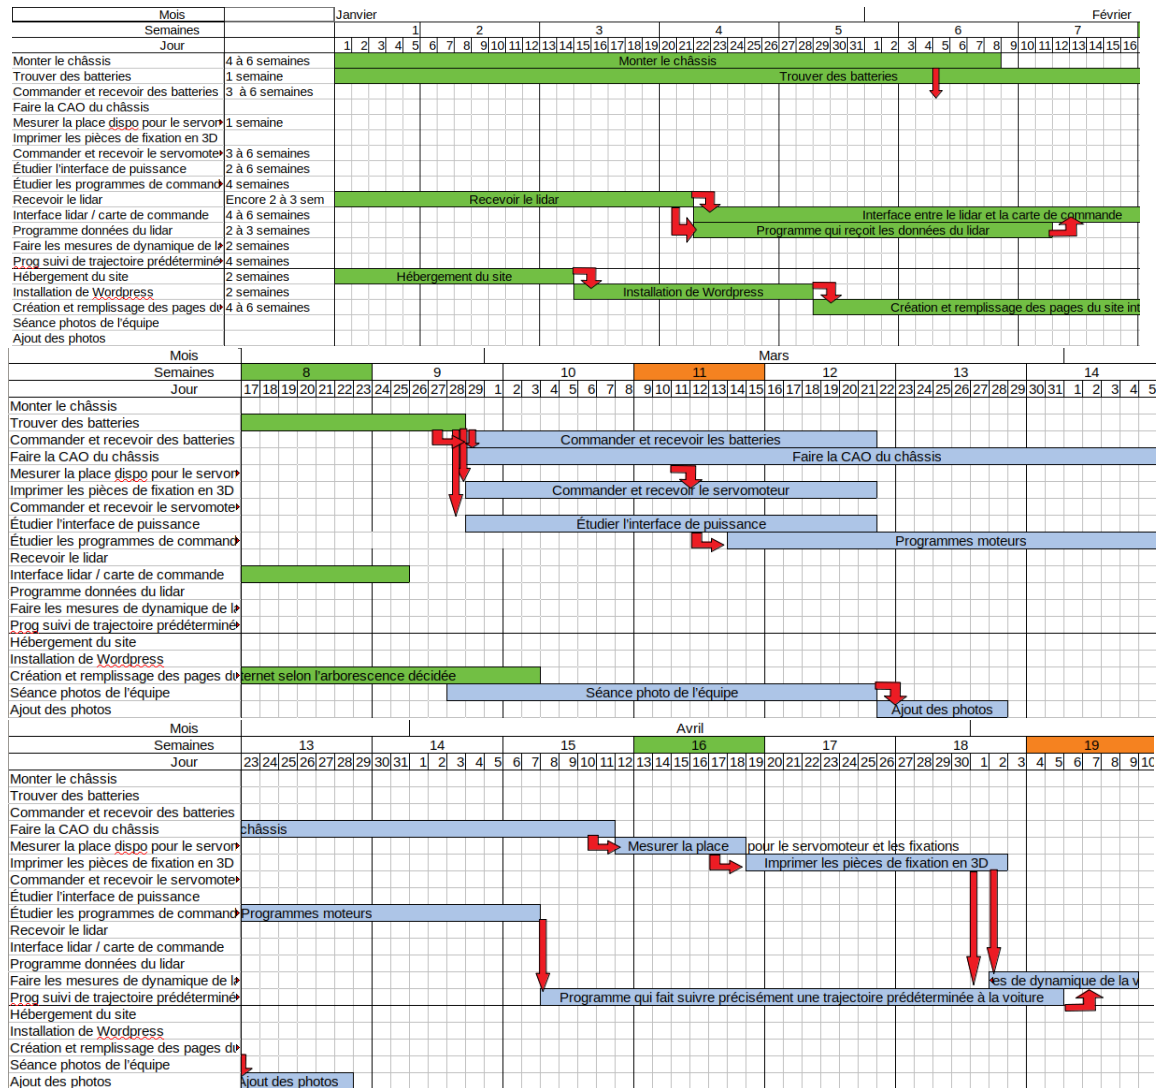 Mois Janvier Février
Semaines 1 2 3 4 5 6 7
Jour 1 2 3 4 5 6 7 8 9 10 11 12 13 14 15 16 17 18 19 20 21 22 23 24 25 26 27 28 29 30 31 1 2 3 4 5 6 7 8 9 10 11 12 13 14 15 16
Monter le châssis 4 à 6 semaines Monter le châssis
Trouver des batteries 1 semaine Trouver des batteries
Commander et recevoir des batteries 3 à 6 semaines
Faire la CAO du châssis
Mesurer la place dispo pour le servor 1 semaine
Imprimer les pièces de fixation en 3D
Commander et recevoir le servomote 3 à 6 semaines
Étudier l'interface de puissance 2 à 6 semaines
Étudier les programmes de command 4 semaines
Recevoir le lidar Encore 2 à 3 sem Recevoir le lidar
Interface lidar / carte de commande 4 à 6 semaines Interface entre le lidar et la carte de commande
Programme données du lidar 2 à 3 semaines Programme qui reçoit les données du lidar
Faire les mesures de dynamique de l 2 semaines
Prog suivi de trajectoire prédéterminé 4 semaines
Hébergement du site 2 semaines Hébergement du site
Installation de Wordpress 2 semaines Installation de Wordpress
Création et remplissage des pages du 4 à 6 semaines Création et remplissage des pages du site int
Séance photos de l'équipe
Ajout des photos
Mois Mars
Semaines 8 9 10 11 12 13 14
Jour 17 18 19 20 21 22 23 24 25 26 27 28 29 1 2 3 4 5 6 7 8 9 10 11 12 13 14 15 16 17 18 19 20 21 22 23 24 25 26 27 28 29 30 31 1 2 3 4 5
Monter le châssis
Trouver des batteries
Commander et recevoir des batteries Commander et recevoir les batteries
Faire la CAO du châssis Faire la CAO du châssis
Mesurer la place dispo pour le servor
Imprimer les pièces de fixation en 3D Commander et recevoir le servomoteur
Commander et recevoir le servomote
Étudier l'interface de puissance Étudier l'interface de puissance
Étudier les programmes de command Programmes moteurs
Recevoir le lidar
Interface lidar / carte de commande
Programme données du lidar
Faire les mesures de dynamique de l
Prog suivi de trajectoire prédéterminé
Hébergement du site
Installation de Wordpress
Création et remplissage des pages du ternet selon l'arborescence décidée
Séance photos de l'équipe Séance photo de l'équipe
Ajout des photos Ajout des photos
Mois Avril
Semaines 13 14 15 16 17 18 19
Jour 23 24 25 26 27 28 29 30 31 1 2 3 4 5 6 7 8 9 10 11 12 13 14 15 16 17 18 19 20 21 22 23 24 25 26 27 28 29 30 1 2 3 4 5 6 7 8 9 10
Monter le châssis
Trouver des batteries
Commander et recevoir des batteries
Faire la CAO du châssis châssis
Mesurer la place dispo pour le servor Mesurer la place pour le servomoteur et les fixations
Imprimer les pièces de fixation en 3D Imprimer les pièces de fixation en 3D
Commander et recevoir le servomote
Étudier l'interface de puissance
Étudier les programmes de command Programmes moteurs
Recevoir le lidar
Interface lidar / carte de commande
Programme données du lidar
Faire les mesures de dynamique de l es de dynamique de la v
Prog suivi de trajectoire prédéterminé Programme qui fait suivre précisément une trajectoire prédéterminée à la voiture
Hébergement du site
Installation de Wordpress
Création et remplissage des pages du
Séance photos de l'équipe
Ajout des photos Ajout des photos